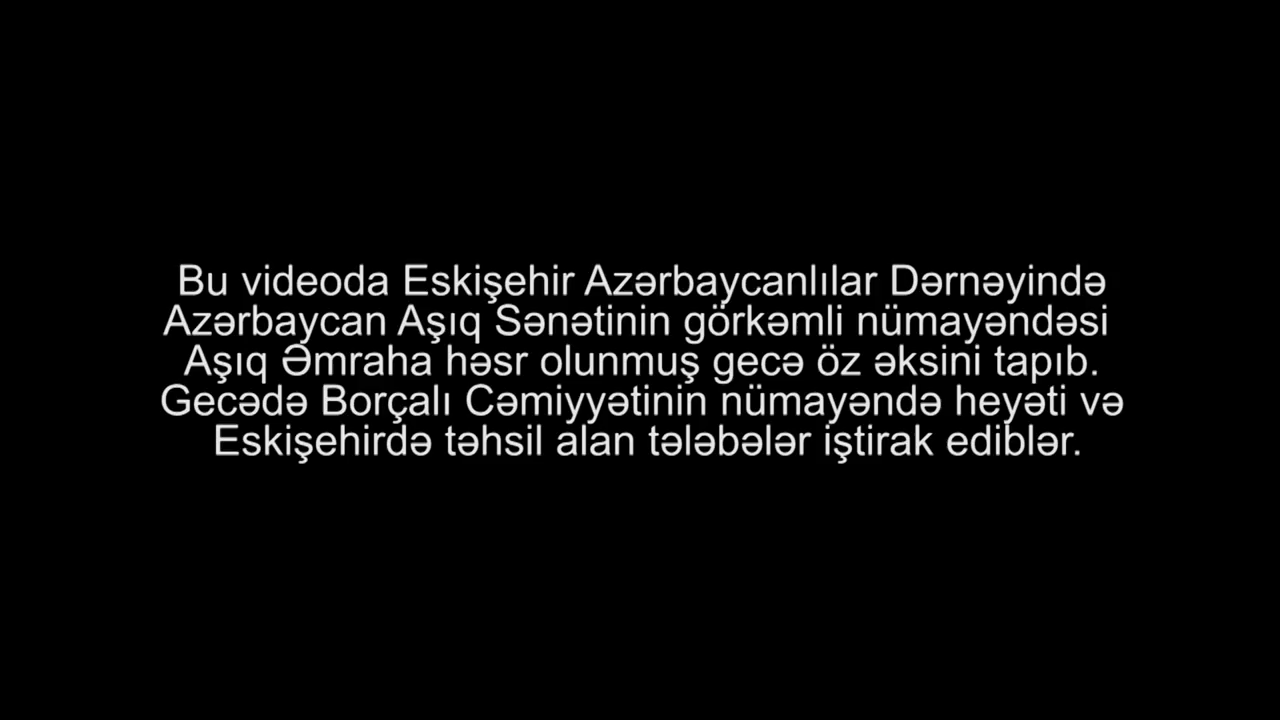 Bu videoda Eskişehir Azərbaycanlılar Dərnəyində
Azərbaycan Aşıq Sənətinin görkəmli nümayəndəsi
Aşıq Əmraha həsr olunmuş gecə öz əksini tapıb.
Gecədə Borçalı Cəmiyyətinin nümayəndə heyəti və
Eskişehirdə təhsil alan tələbələr iştirak ediblər.